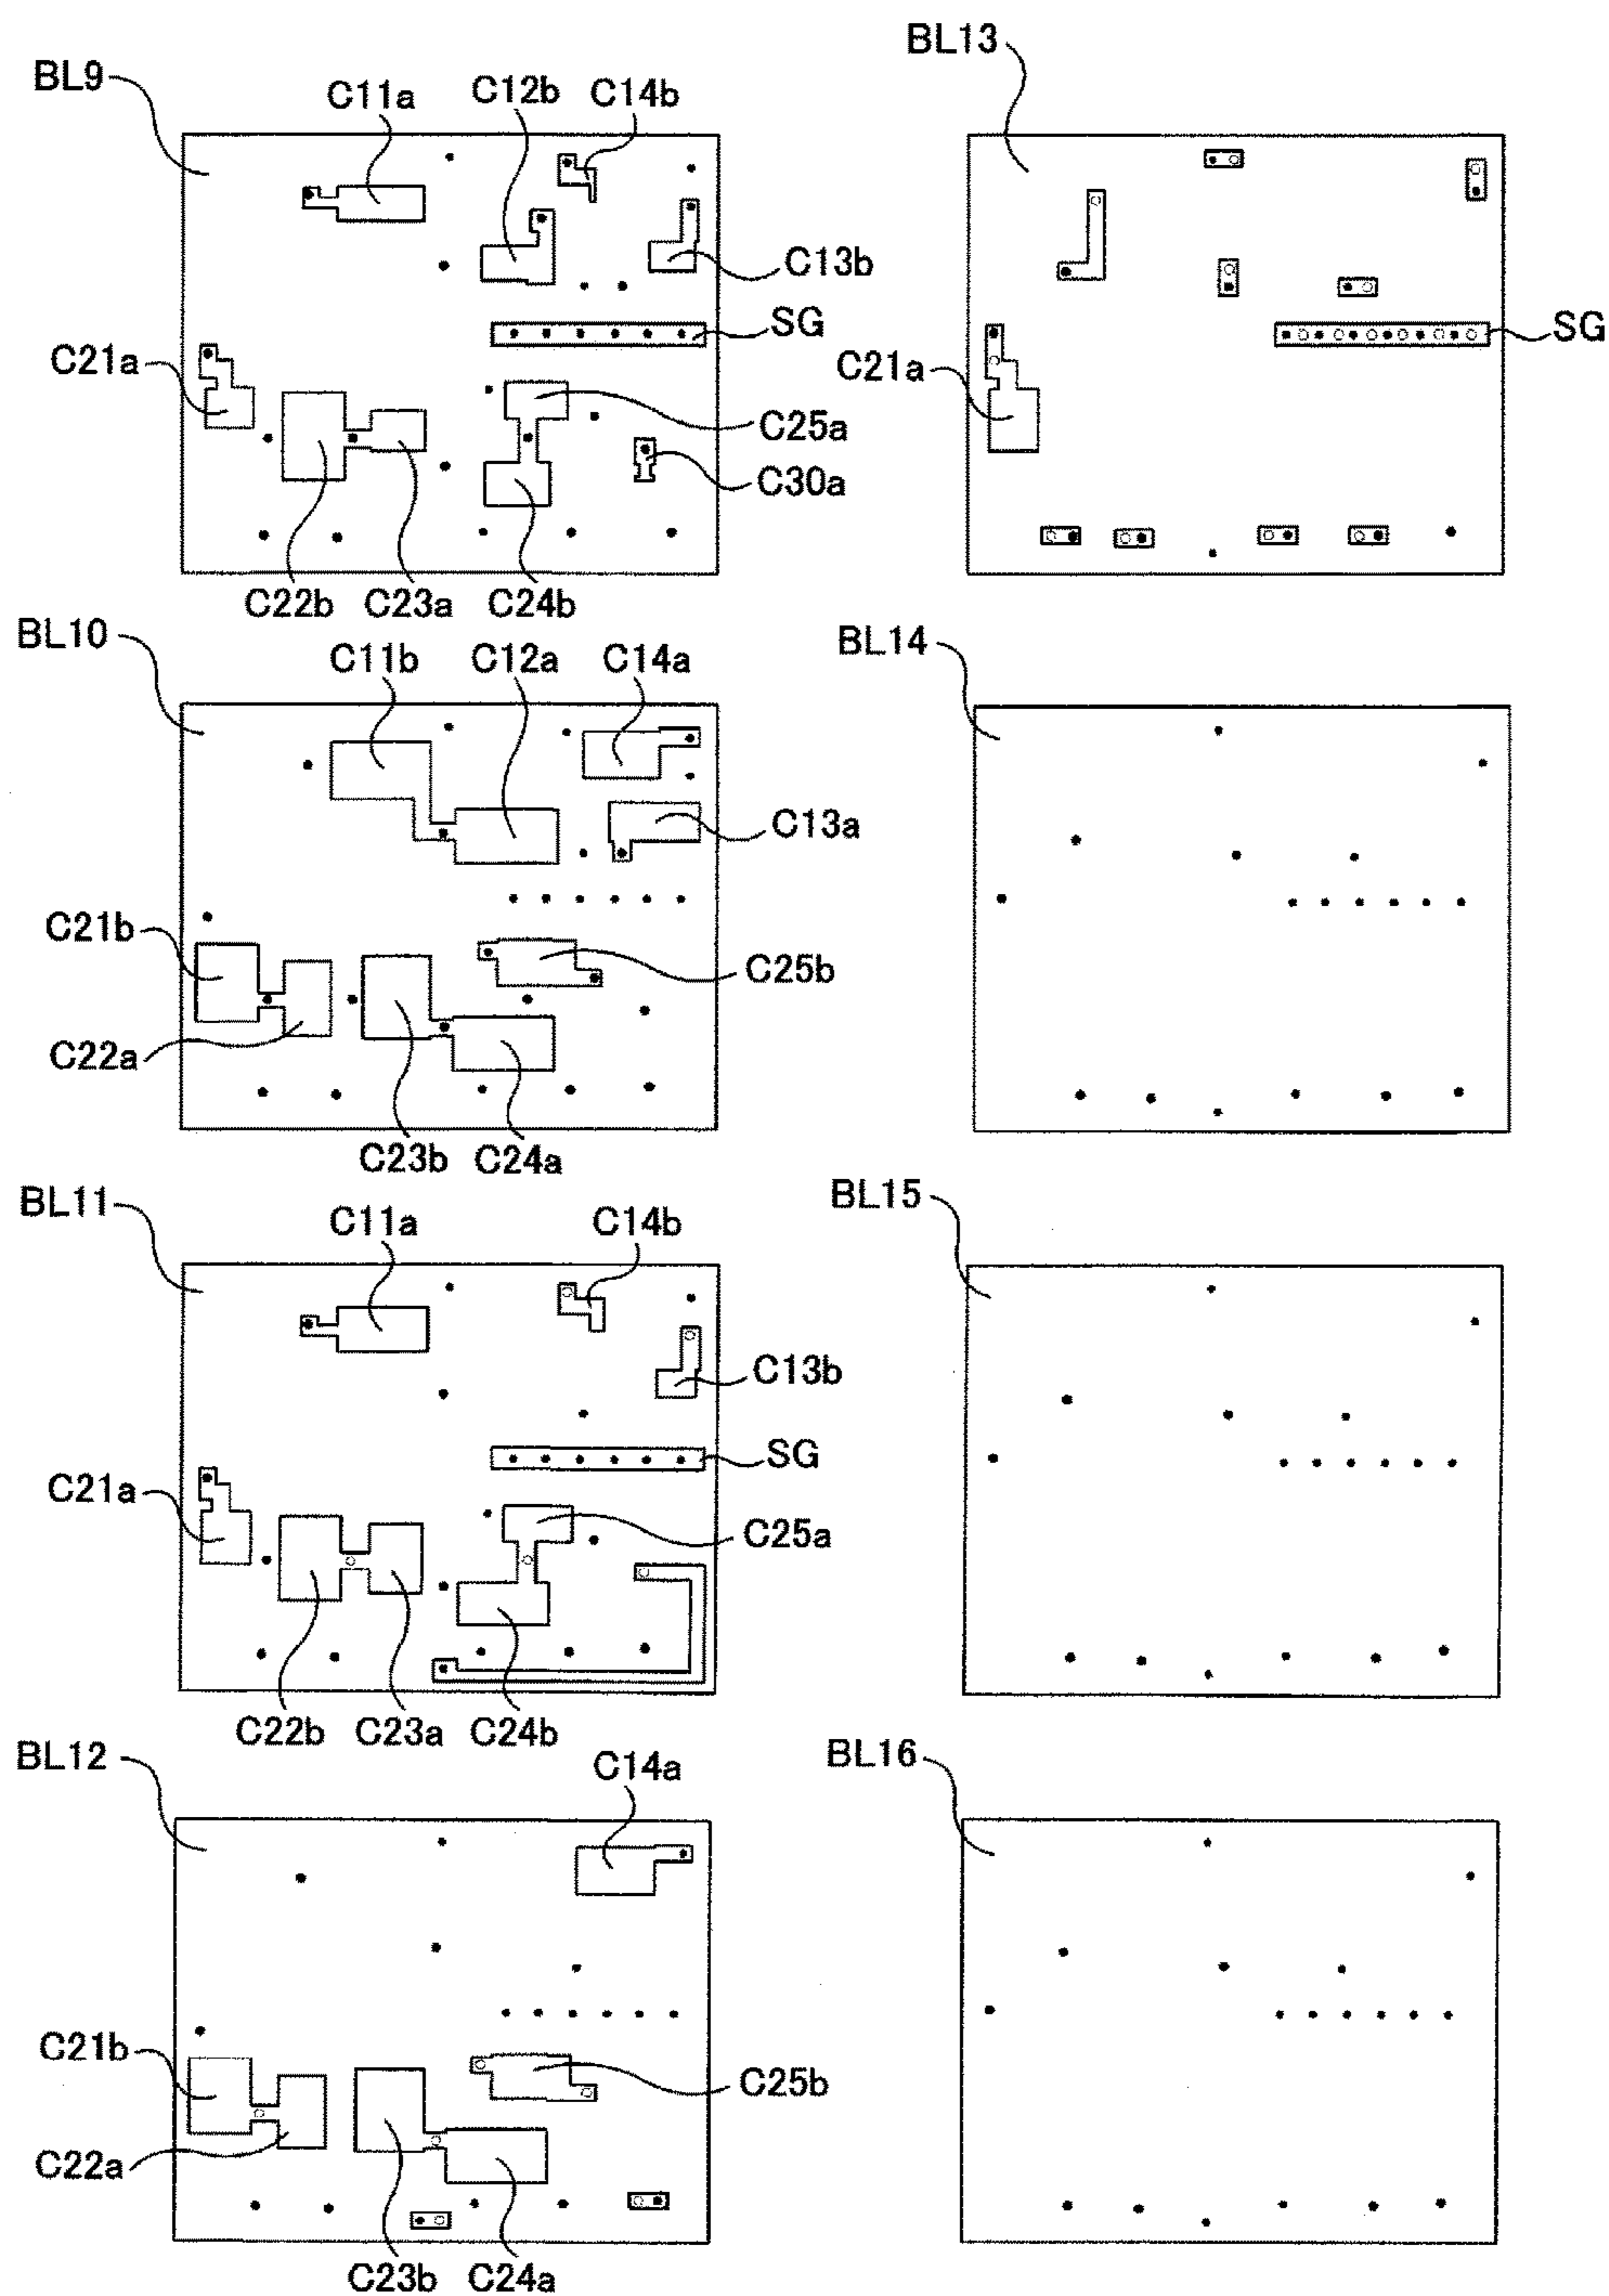 BL9
C11a
C12b
C14b
C13b
SG
C21a
C25a
C30a
C22b
C23a
C24b
BL13
SG
C21a
BL10
C11b
C12a
C14a
C13a
C21b
C25b
C22a
C23b
C24a
BL14
BL11
C11a
C14b
C13b
SG
C21a
C25a
C22b
C23a
C24b
BL15
BL12
C14a
C21b
C25b
C22a
C23b
C24a
BL16